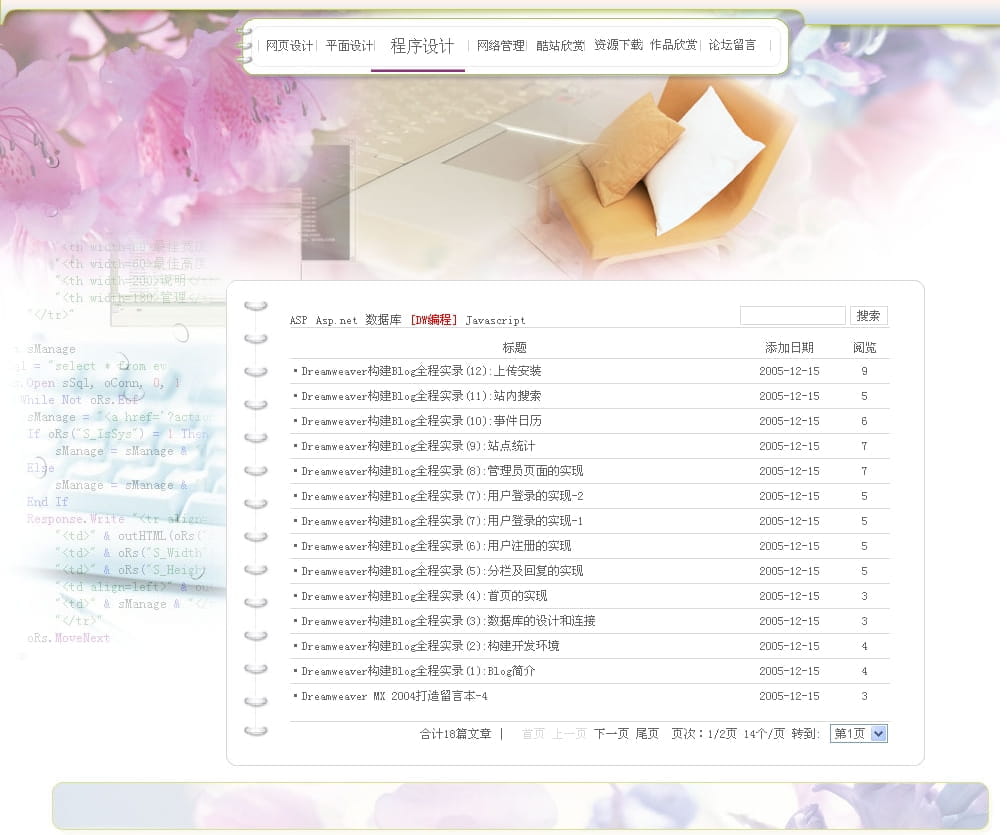 网页设计 平面设计 程序设计 网络管理 酷站欣赏 资源下载 作品欣赏 论坛留言
"<th width=60>最佳宽度
"<th width=60>最佳高度
"<th width=200>说明</th
"<th width=180>管理</
"</tr>"
sManage
= "select * from ew
Open sSql, oConn, 0, 1
While Not oRs.Eof
sManage = "<a href='?action
If oRs("S_IsSys") = 1 Then
sManage = sManage &
Else
sManage = sManage &
End If
Response.Write "<tr align=
"<td>" & outHTML(oRs("
"<td>" & oRs("S_Width"
"<td>" & oRs("S_Height
"<td align=left>" & ou
"<td>" & sManage & "</
"</tr>"
oRs.MoveNext
ASP Asp.net 数据库 [DW编程] Javascript 搜索
标题 添加日期 阅览
▪ Dreamweaver构建Blog全程实录(12):上传安装 2005-12-15 9
▪ Dreamweaver构建Blog全程实录(11):站内搜索 2005-12-15 5
▪ Dreamweaver构建Blog全程实录(10):事件日历 2005-12-15 6
▪ Dreamweaver构建Blog全程实录(9):站点统计 2005-12-15 7
▪ Dreamweaver构建Blog全程实录(8):管理员页面的实现 2005-12-15 7
▪ Dreamweaver构建Blog全程实录(7):用户登录的实现-2 2005-12-15 5
▪ Dreamweaver构建Blog全程实录(7):用户登录的实现-1 2005-12-15 5
▪ Dreamweaver构建Blog全程实录(6):用户注册的实现 2005-12-15 5
▪ Dreamweaver构建Blog全程实录(5):分栏及回复的实现 2005-12-15 5
▪ Dreamweaver构建Blog全程实录(4):首页的实现 2005-12-15 3
▪ Dreamweaver构建Blog全程实录(3):数据库的设计和连接 2005-12-15 3
▪ Dreamweaver构建Blog全程实录(2):构建开发环境 2005-12-15 4
▪ Dreamweaver构建Blog全程实录(1):Blog简介 2005-12-15 4
▪ Dreamweaver MX 2004打造留言本-4 2005-12-15 3
合计18篇文章 | 首页 上一页 下一页 尾页 页次：1/2页 14个/页 转到: 第1页